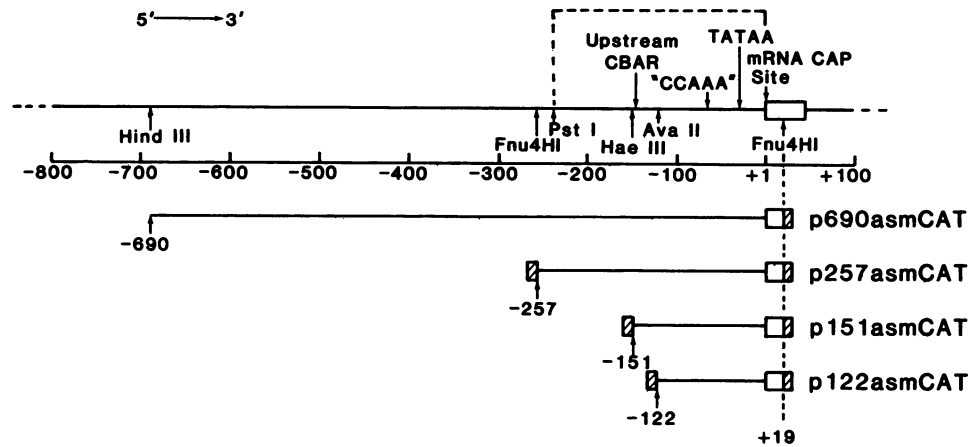 5′ 3′
TATAA
Upstream CBAR
"CCAAA"
mRNA CAP Site
Hind III
Fnu4HI
Pst I
Hae III
Ava II
Fnu4HI
-800 -700 -600 -500 -400 -300 -200 -100 +1 +100
-690
p690asmCAT
-257
p257asmCAT
-151
p151asmCAT
-122
p122asmCAT
+19